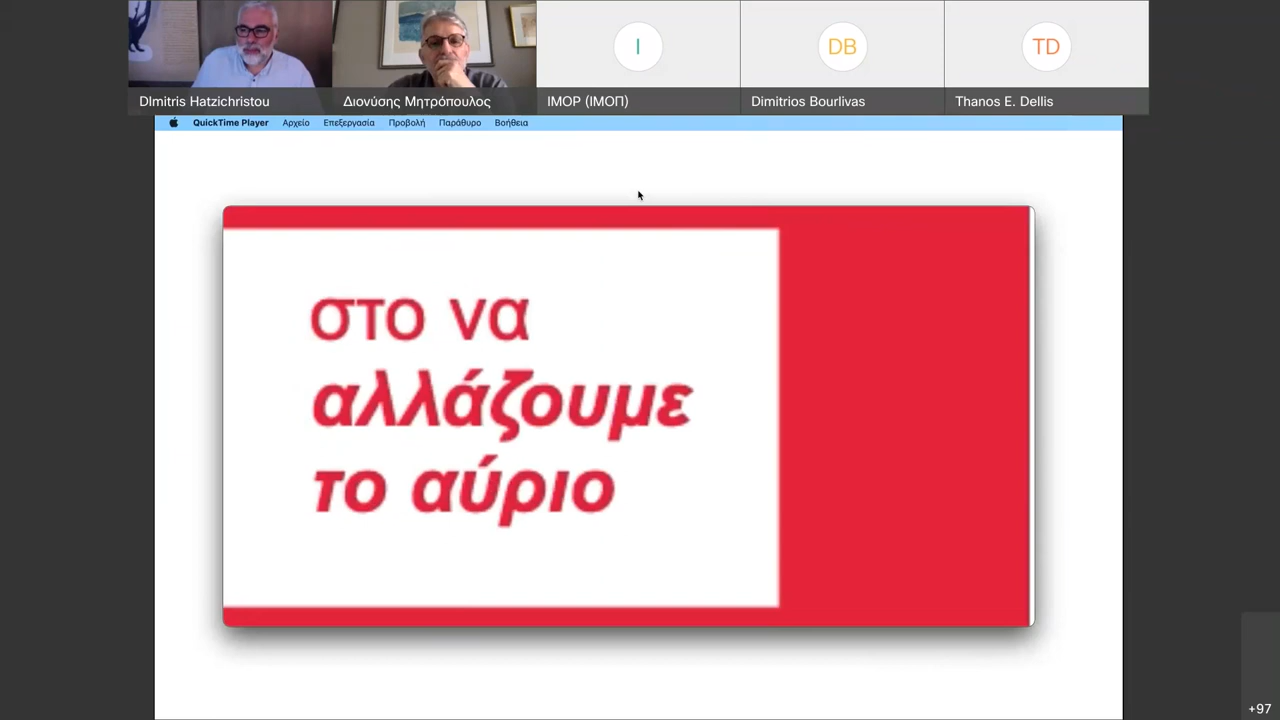 DImitris Hatzichristou
Διονύσης Μητρόπουλος
I
IMOP (ΙΜΟΠ)
DB
Dimitrios Bourlivas
TD
Thanos E. Dellis
QuickTime Player Αρχείο Επεξεργασία Προβολή Παράθυρο Βοήθεια
στο να
αλλάζουμε
το αύριο
+97